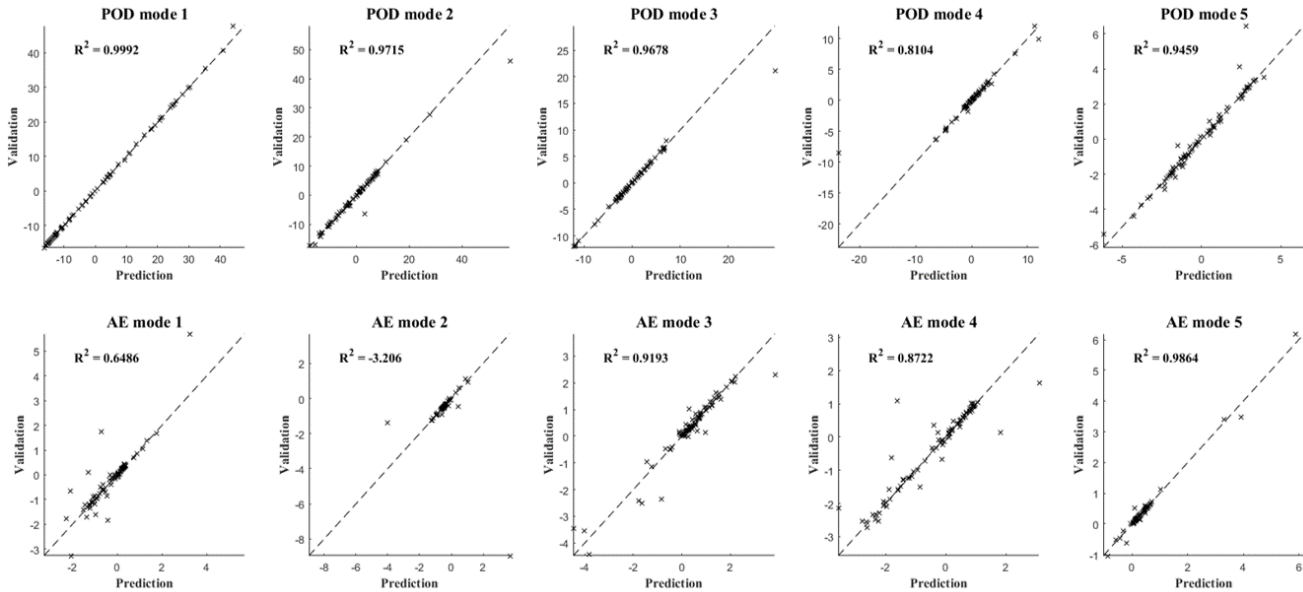 POD mode 1
R² = 0.9992
Validation
40
30
20
10
0
-10
-10 0 10 20 30 40
Prediction
POD mode 2
R² = 0.9715
Validation
50
40
30
20
10
0
-10
0 20 40
Prediction
POD mode 3
R² = 0.9678
Validation
25
20
15
10
5
0
-5
-10
-10 0 10 20
Prediction
POD mode 4
R² = 0.8104
Validation
10
5
0
-5
-10
-15
-20
-20 -10 0 10
Prediction
POD mode 5
R² = 0.9459
Validation
6
4
2
0
-2
-4
-6
-5 0 5
Prediction
AE mode 1
R² = 0.6486
Validation
5
4
3
2
1
0
-1
-2
-3
-2 0 2 4
Prediction
AE mode 2
R² = -3.206
Validation
2
0
-2
-4
-6
-8
-8 -6 -4 -2 0 2
Prediction
AE mode 3
R² = 0.9193
Validation
3
2
1
0
-1
-2
-3
-4
-4 -2 0 2
Prediction
AE mode 4
R² = 0.8722
Validation
3
2
1
0
-1
-2
-3
-2 0 2
Prediction
AE mode 5
R² = 0.9864
Validation
6
5
4
3
2
1
0
-1
0 2 4 6
Prediction